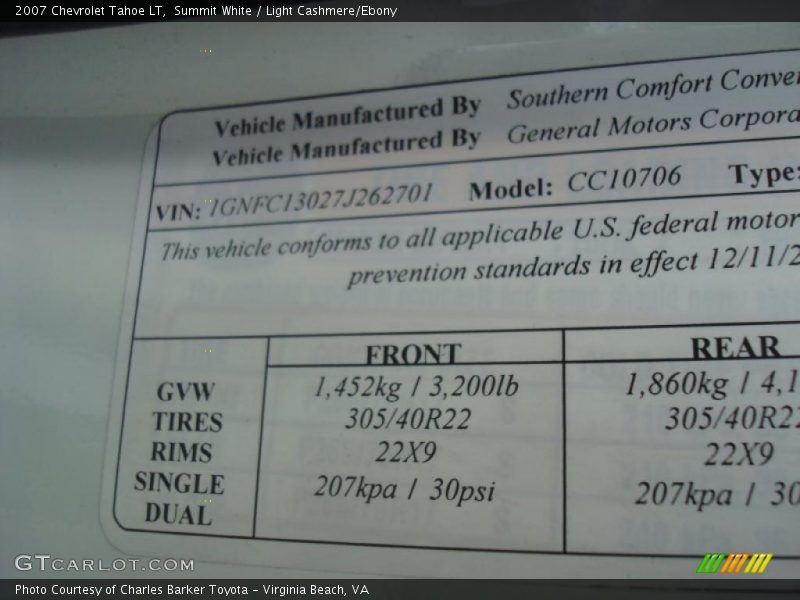 2007 Chevrolet Tahoe LT, Summit White / Light Cashmere/Ebony
Vehicle Manufactured By Southern Comfort Conver
Vehicle Manufactured By General Motors Corpora
VIN: 1GNFC13027J262701 Model: CC10706 Type:
This vehicle conforms to all applicable U.S. federal motor
prevention standards in effect 12/11/2
FRONT REAR
GVW 1,452kg / 3,200lb 1,860kg / 4,1
TIRES 305/40R22 305/40R22
RIMS 22X9 22X9
SINGLE 207kpa / 30psi 207kpa / 30
DUAL
GTCARLOT.COM
Photo Courtesy of Charles Barker Toyota - Virginia Beach, VA